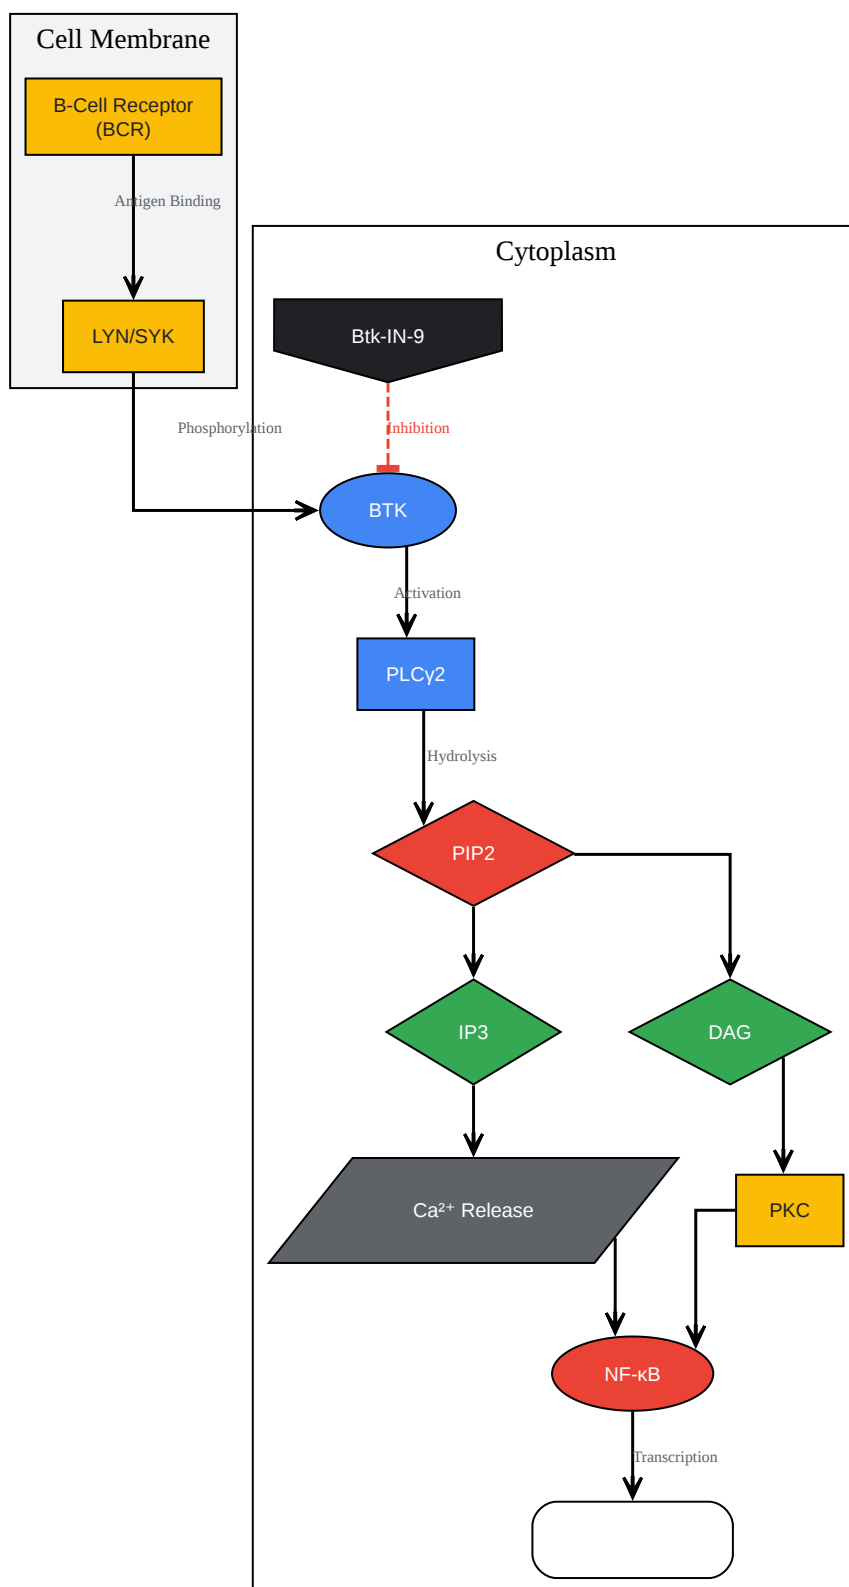 Cell Membrane
B-Cell Receptor
(BCR)
Antigen Binding
LYN/SYK
Cytoplasm
Btk-IN-9
Phosphorylation
Inhibition
BTK
Activation
PLCγ2
Hydrolysis
PIP2
IP3
DAG
Ca²⁺ Release
PKC
NF-κB
Transcription